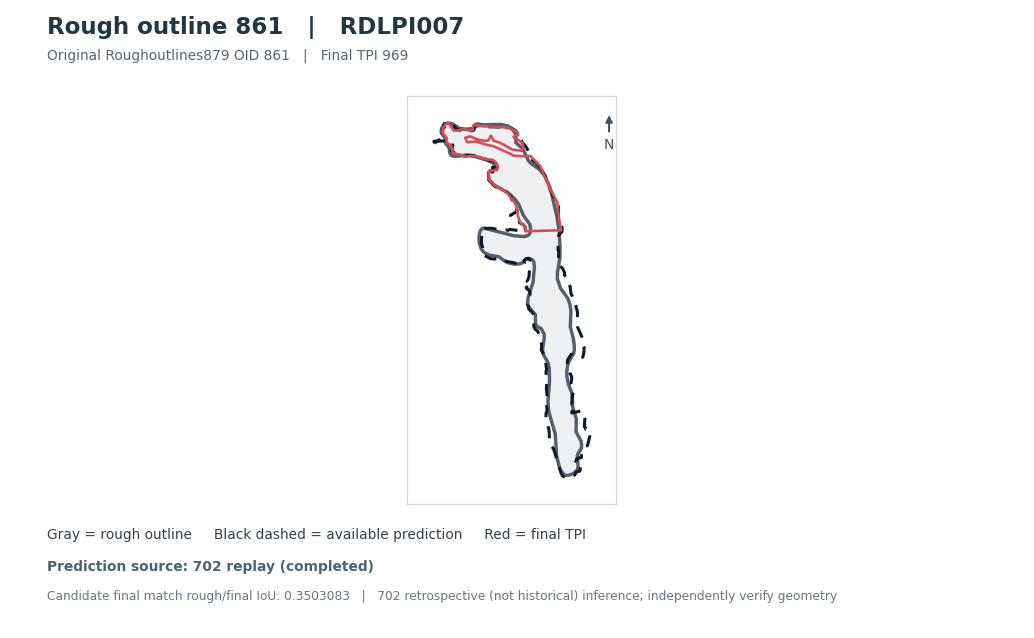 Rough outline 861   |   RDLPI007
Original Roughoutlines879 OID 861   |   Final TPI 969
N
Gray = rough outline     Black dashed = available prediction     Red = final TPI
Prediction source: 702 replay (completed)
Candidate final match rough/final IoU: 0.3503083   |   702 retrospective (not historical) inference; independently verify geometry